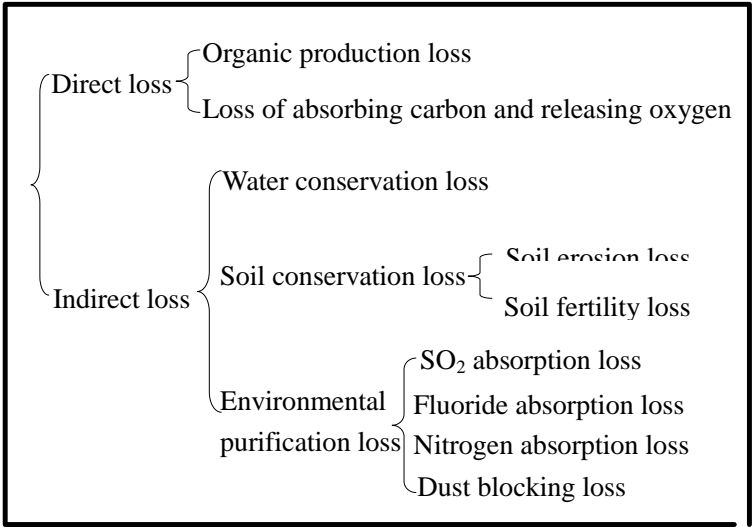 Organic production loss
Direct loss
Loss of absorbing carbon and releasing oxygen
Water conservation loss
Soil erosion loss
Soil conservation loss
Indirect loss
Soil fertility loss
SO₂ absorption loss
Environmental
purification loss
Fluoride absorption loss
Nitrogen absorption loss
Dust blocking loss